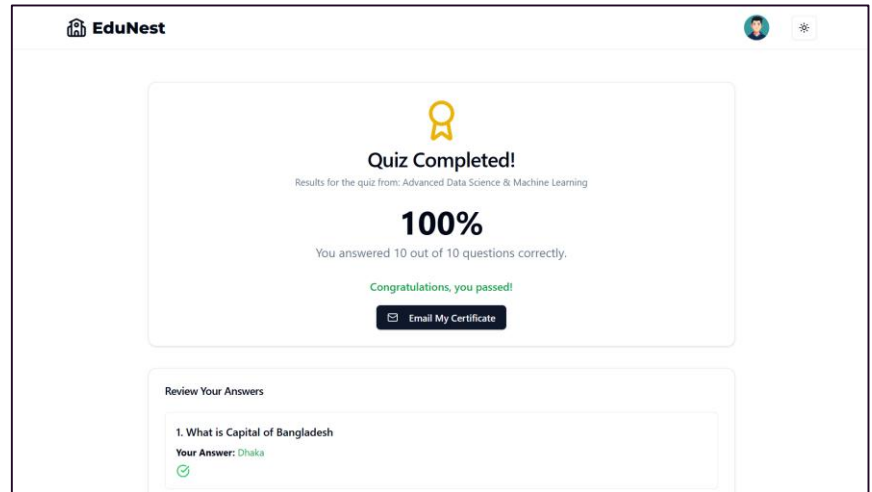 EduNest
Quiz Completed!
Results for the quiz from: Advanced Data Science & Machine Learning
100%
You answered 10 out of 10 questions correctly.
Congratulations, you passed!
Email My Certificate
Review Your Answers
1. What is Capital of Bangladesh
Your Answer: Dhaka